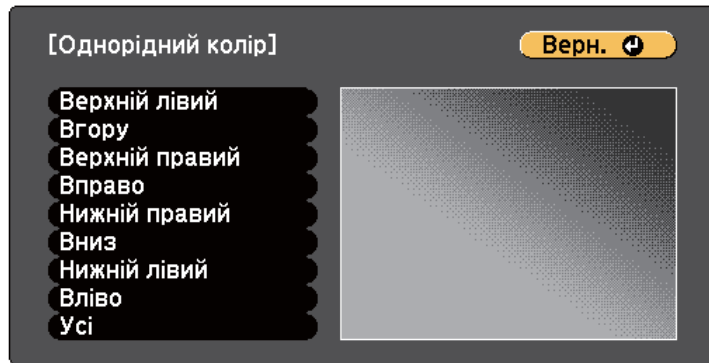 [Однорідний колір]
Верн.
Верхній лівий
Вгору
Верхній правий
Вправо
Нижній правий
Вниз
Нижній лівий
Вліво
Усі